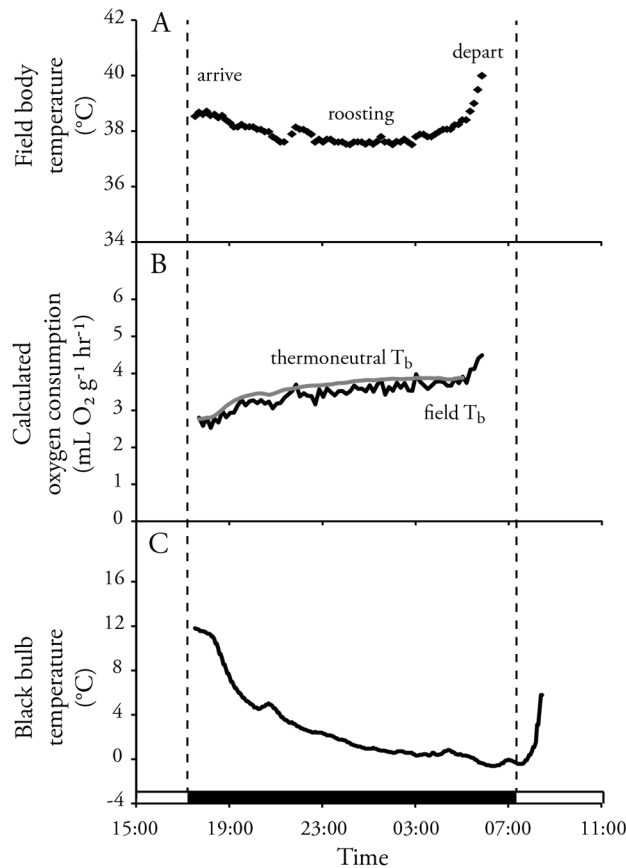 A
42
40
38
36
34
Field body
temperature
(°C)
arrive
roosting
depart
B
6
5
4
3
2
1
0
Calculated
oxygen consumption
(mL O₂ g⁻¹ hr⁻¹)
thermoneutral T_b
field T_b
C
16
12
8
4
0
-4
Black bulb
temperature
(°C)
15:00 19:00 23:00 03:00 07:00 11:00
Time